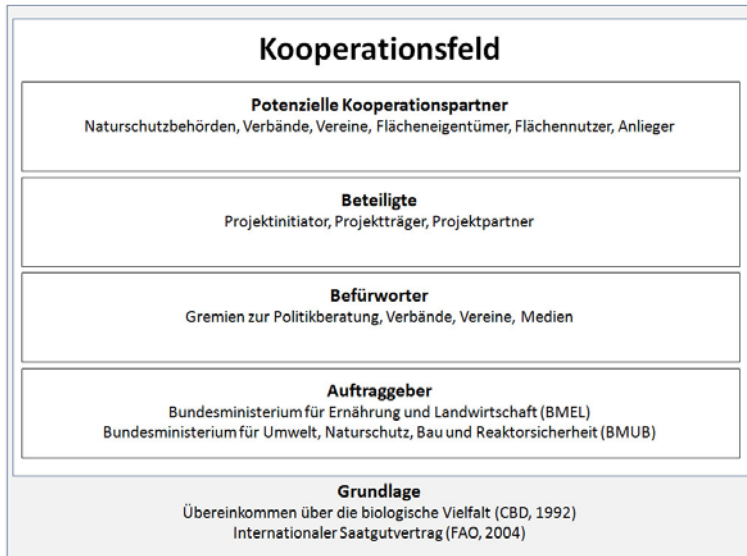 Kooperationsfeld
Potenzielle Kooperationspartner
Naturschutzbehörden, Verbände, Vereine, Flächeneigentümer, Flächennutzer, Anlieger
Beteiligte
Projektinitiator, Projektträger, Projektpartner
Befürworter
Gremien zur Politikberatung, Verbände, Vereine, Medien
Auftraggeber
Bundesministerium für Ernährung und Landwirtschaft (BMEL)
Bundesministerium für Umwelt, Naturschutz, Bau und Reaktorsicherheit (BMUB)
Grundlage
Übereinkommen über die biologische Vielfalt (CBD, 1992)
Internationaler Saatgutvertrag (FAO, 2004)